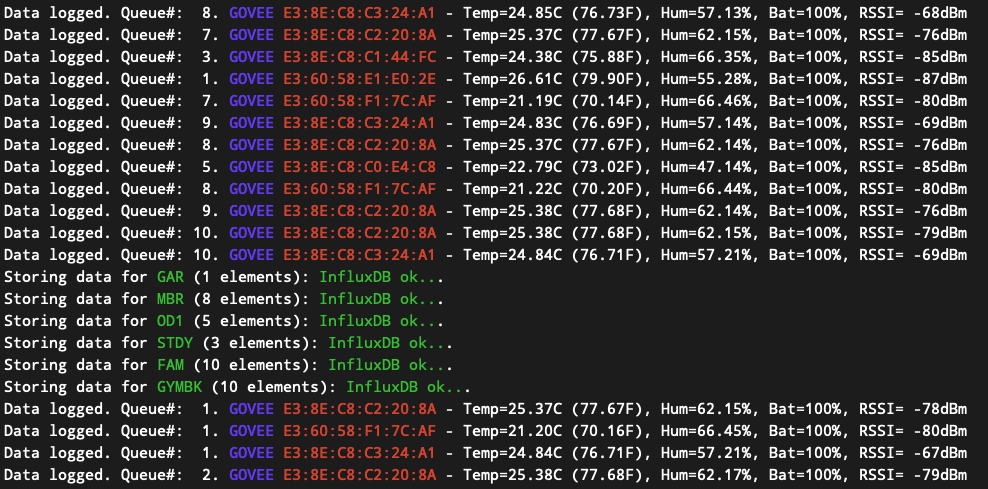 Data logged. Queue#:  8. GOVEE E3:8E:C8:C3:24:A1 - Temp=24.85C (76.73F), Hum=57.13%, Bat=100%, RSSI= -68dBm
Data logged. Queue#:  7. GOVEE E3:8E:C8:C2:20:8A - Temp=25.37C (77.67F), Hum=62.15%, Bat=100%, RSSI= -76dBm
Data logged. Queue#:  3. GOVEE E3:8E:C8:C1:44:FC - Temp=24.38C (75.88F), Hum=66.35%, Bat=100%, RSSI= -85dBm
Data logged. Queue#:  1. GOVEE E3:60:58:E1:E0:2E - Temp=26.61C (79.90F), Hum=55.28%, Bat=100%, RSSI= -87dBm
Data logged. Queue#:  7. GOVEE E3:60:58:F1:7C:AF - Temp=21.19C (70.14F), Hum=66.46%, Bat=100%, RSSI= -80dBm
Data logged. Queue#:  9. GOVEE E3:8E:C8:C3:24:A1 - Temp=24.83C (76.69F), Hum=57.14%, Bat=100%, RSSI= -69dBm
Data logged. Queue#:  8. GOVEE E3:8E:C8:C2:20:8A - Temp=25.37C (77.67F), Hum=62.14%, Bat=100%, RSSI= -76dBm
Data logged. Queue#:  5. GOVEE E3:8E:C8:C0:E4:C8 - Temp=22.79C (73.02F), Hum=47.14%, Bat=100%, RSSI= -85dBm
Data logged. Queue#:  8. GOVEE E3:60:58:F1:7C:AF - Temp=21.22C (70.20F), Hum=66.44%, Bat=100%, RSSI= -80dBm
Data logged. Queue#:  9. GOVEE E3:8E:C8:C2:20:8A - Temp=25.38C (77.68F), Hum=62.14%, Bat=100%, RSSI= -76dBm
Data logged. Queue#: 10. GOVEE E3:8E:C8:C2:20:8A - Temp=25.38C (77.68F), Hum=62.15%, Bat=100%, RSSI= -79dBm
Data logged. Queue#: 10. GOVEE E3:8E:C8:C3:24:A1 - Temp=24.84C (76.71F), Hum=57.21%, Bat=100%, RSSI= -69dBm
Storing data for GAR (1 elements): InfluxDB ok...
Storing data for MBR (8 elements): InfluxDB ok...
Storing data for OD1 (5 elements): InfluxDB ok...
Storing data for STDY (3 elements): InfluxDB ok...
Storing data for FAM (10 elements): InfluxDB ok...
Storing data for GYMBK (10 elements): InfluxDB ok...
Data logged. Queue#:  1. GOVEE E3:8E:C8:C2:20:8A - Temp=25.37C (77.67F), Hum=62.15%, Bat=100%, RSSI= -78dBm
Data logged. Queue#:  1. GOVEE E3:60:58:F1:7C:AF - Temp=21.20C (70.16F), Hum=66.45%, Bat=100%, RSSI= -80dBm
Data logged. Queue#:  1. GOVEE E3:8E:C8:C3:24:A1 - Temp=24.84C (76.71F), Hum=57.21%, Bat=100%, RSSI= -67dBm
Data logged. Queue#:  2. GOVEE E3:8E:C8:C2:20:8A - Temp=25.38C (77.68F), Hum=62.17%, Bat=100%, RSSI= -79dBm